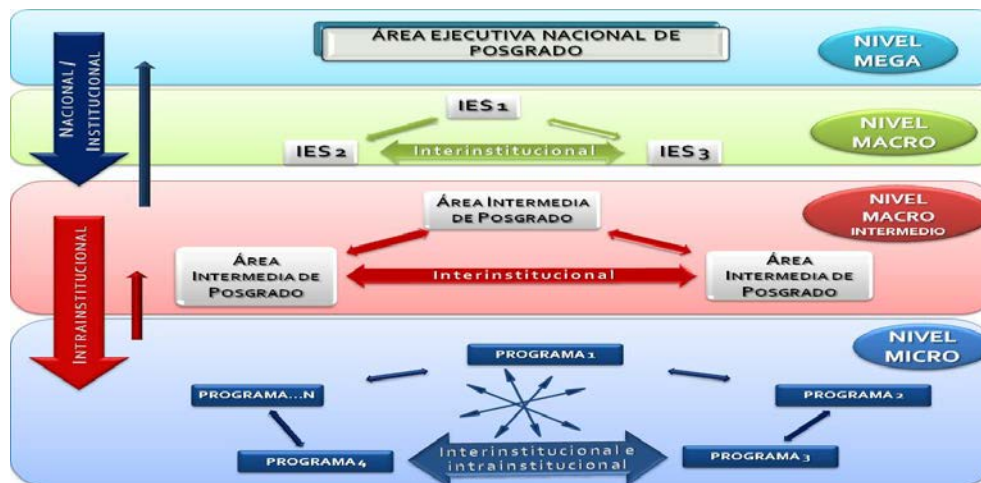 ÁREA EJECUTIVA NACIONAL DE
POSGRADO
NIVEL
MEGA
NACIONAL /
INSTITUCIONAL
IES 1
IES 2
Interinstitucional
IES 3
NIVEL
MACRO
ÁREA INTERMEDIA
DE POSGRADO
NIVEL
MACRO
INTERMEDIO
ÁREA
INTERMEDIA DE
POSGRADO
Interinstitucional
ÁREA
INTERMEDIA DE
POSGRADO
INTRAINSTITUCIONAL
NIVEL
MICRO
PROGRAMA 1
PROGRAMA...N
PROGRAMA 2
PROGRAMA 4
Interinstitucional e
intrainstitucional
PROGRAMA 3